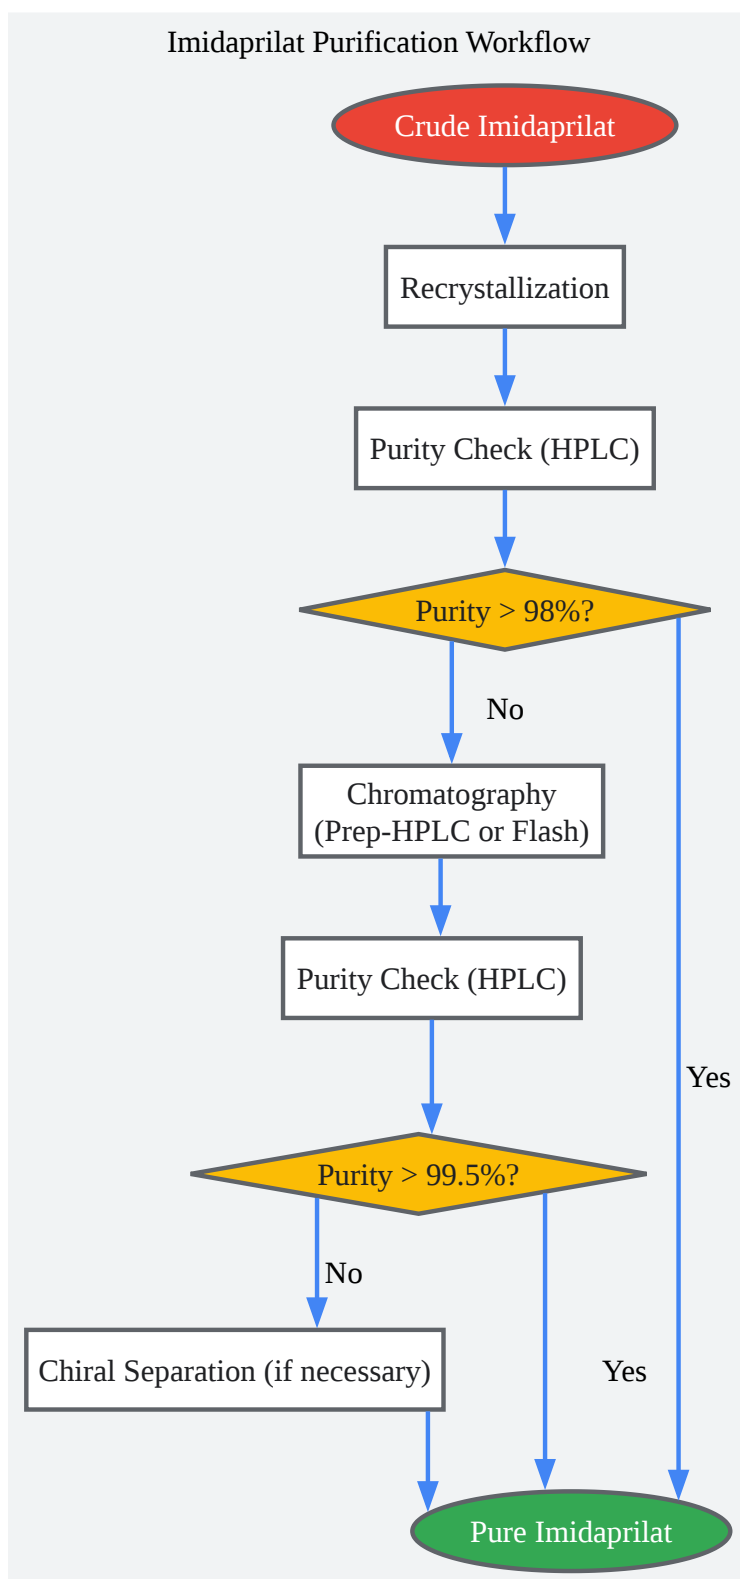 Imidaprilat Purification Workflow
Crude Imidaprilat
Recrystallization
Purity Check (HPLC)
Purity > 98%?
No
Chromatography
(Prep-HPLC or Flash)
Purity Check (HPLC)
Yes
Purity > 99.5%?
No
Chiral Separation (if necessary)
Yes
Pure Imidaprilat